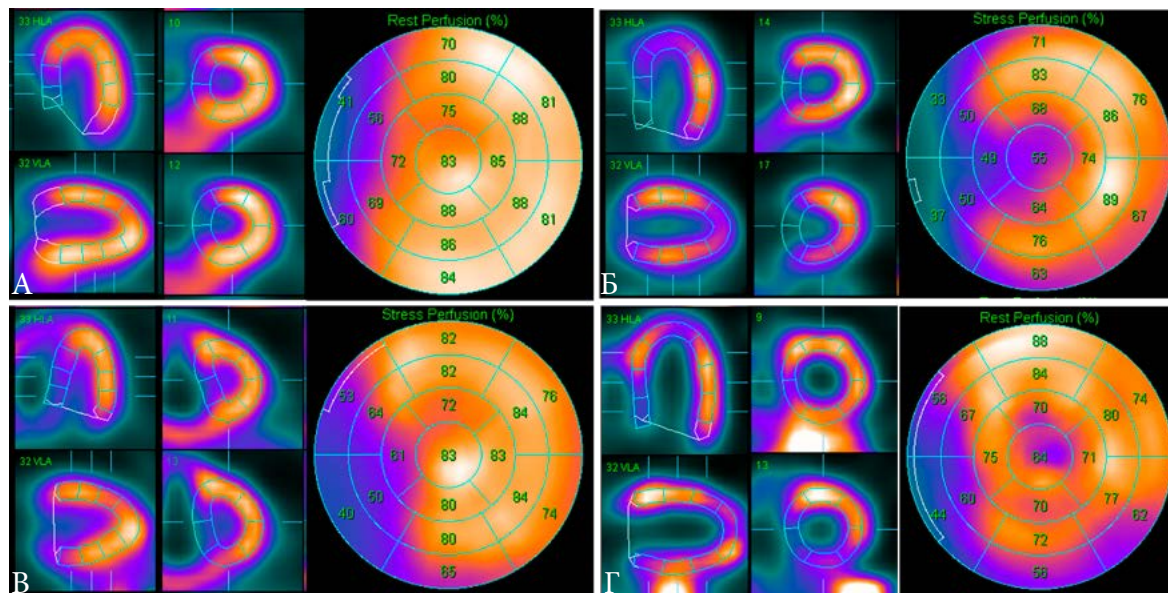 33 HLA 10 Rest Perfusion (%)
70
80 81
41 56 75 88
32 VLA 12 72 83 85
60 69 88 88 81
86
84
А
33 HLA 14 Stress Perfusion (%)
71
83 76
33 50 68 86
32 VLA 17 49 55 74
37 50 64 89 67
76
63
Б
33 HLA 11 Stress Perfusion (%)
82
82 76
53 64 72 84
32 VLA 13 61 83 83
40 50 80 84 74
80
65
В
33 HLA 9 Rest Perfusion (%)
88
84 74
56 67 70 80
32 VLA 13 75 64 71
44 60 70 77 62
72
56
Г